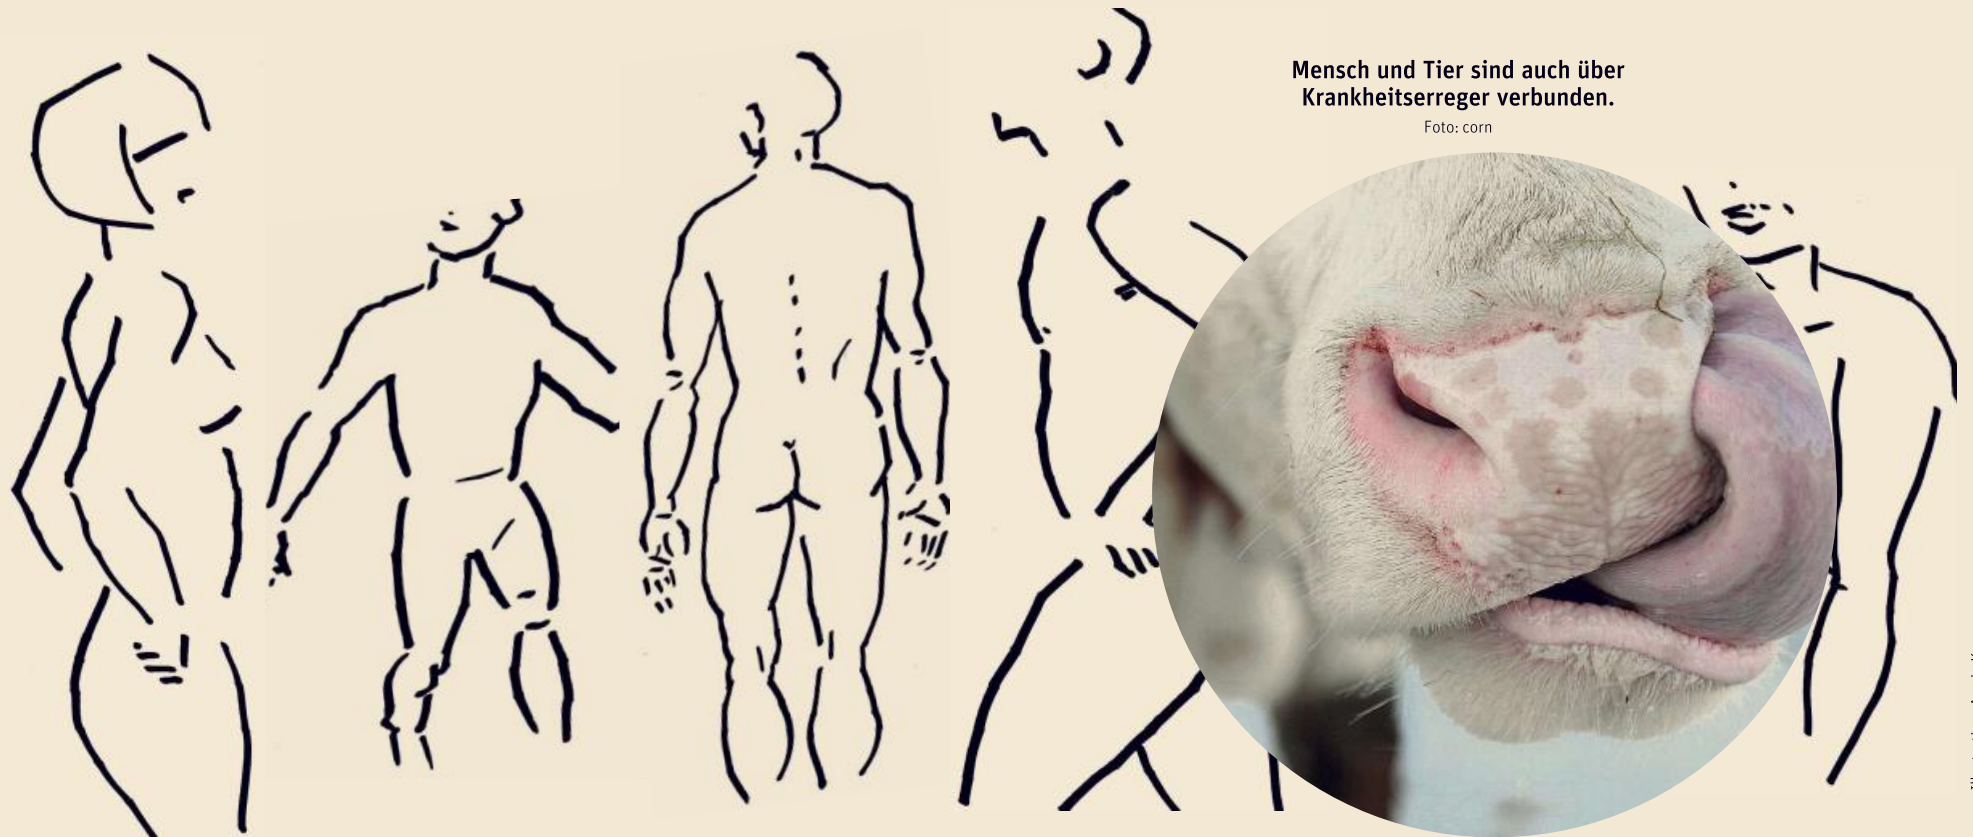 Mensch und Tier sind auch über
Krankheitserreger verbunden.
Foto: corn